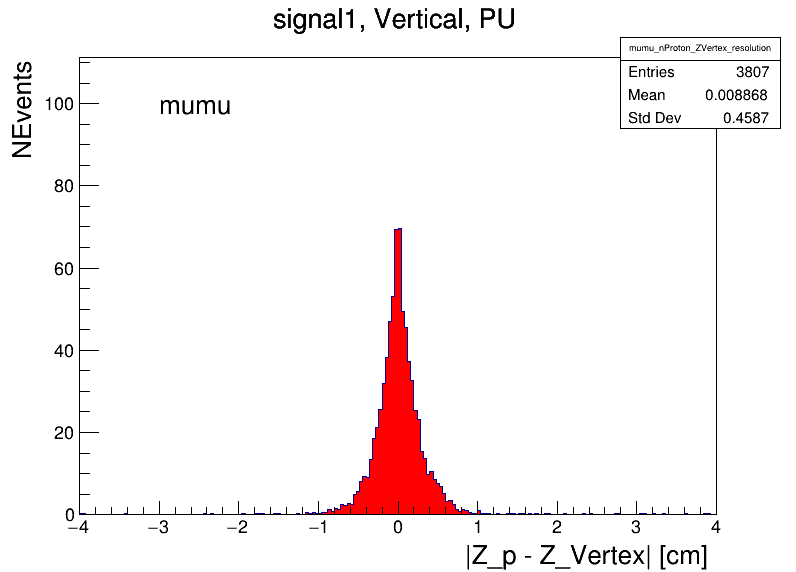 signal1, Vertical, PU
mumu_nProton_ZVertex_resolution
Entries 3807
Mean 0.008868
Std Dev 0.4587
NEvents
mumu
100
80
60
40
20
0
−4 −3 −2 −1 0 1 2 3 4
|Z_p - Z_Vertex| [cm]